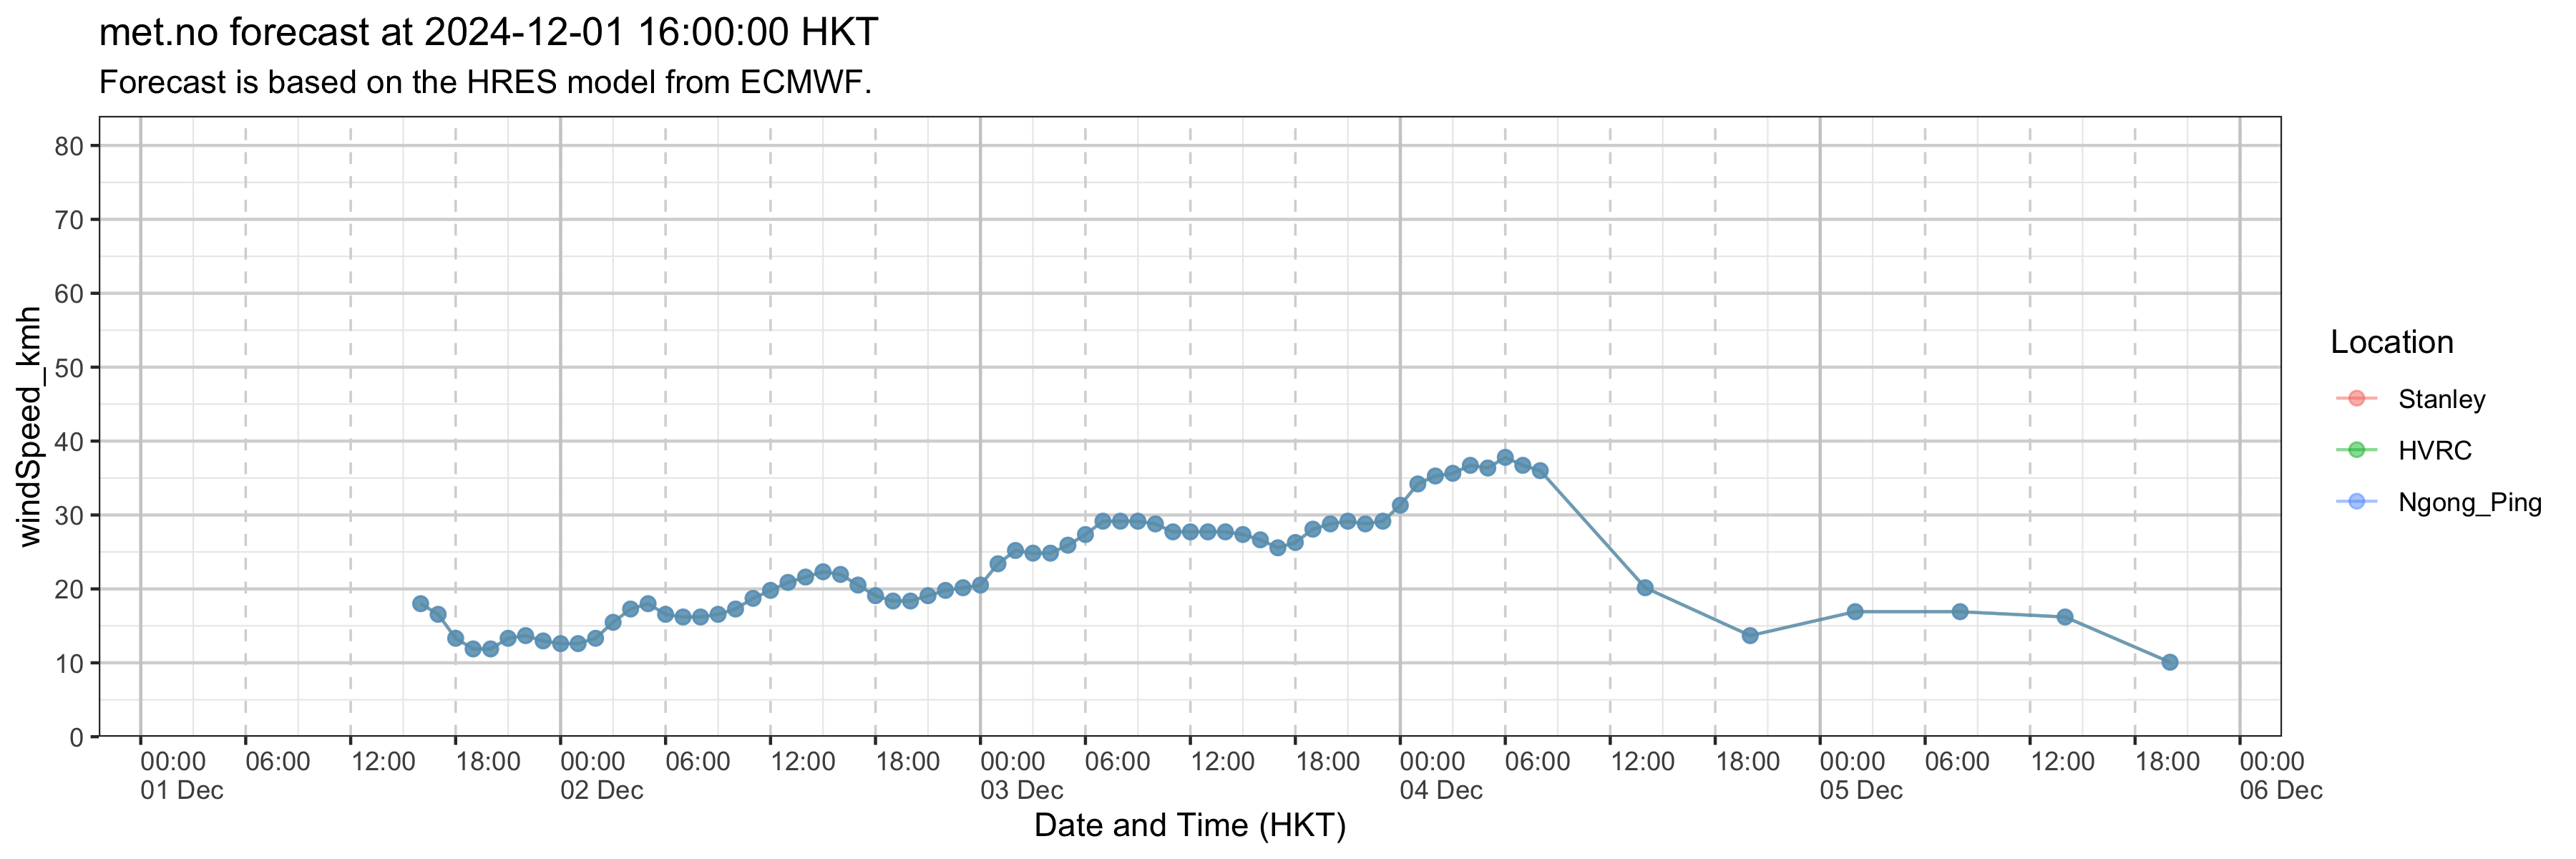 met.no forecast at 2024-12-01 16:00:00 HKT
Forecast is based on the HRES model from ECMWF.
windSpeed_kmh
80
70
60
50
40
30
20
10
0
00:00 06:00 12:00 18:00 00:00 06:00 12:00 18:00 00:00 06:00 12:00 18:00 00:00 06:00 12:00 18:00 00:00 06:00 12:00 18:00 00:00
01 Dec 02 Dec 03 Dec 04 Dec 05 Dec 06 Dec
Date and Time (HKT)
Location
Stanley
HVRC
Ngong_Ping